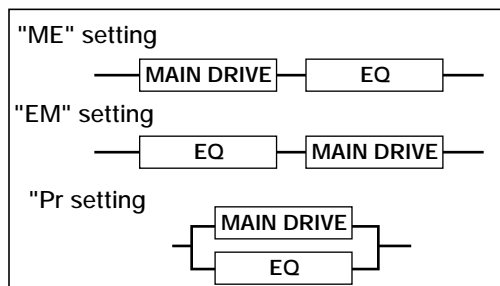 "ME" setting
MAIN DRIVE EQ
"EM" setting
EQ MAIN DRIVE
"Pr setting
MAIN DRIVE
EQ